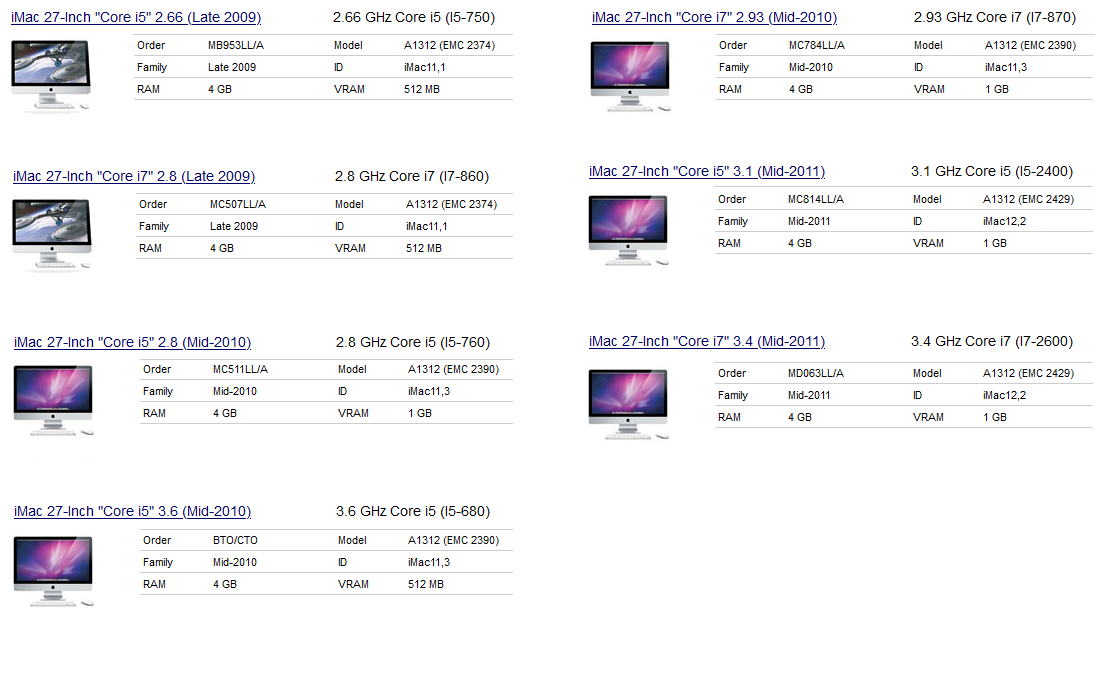 iMac 27-Inch "Core i5" 2.66 (Late 2009) 2.66 GHz Core i5 (I5-750)
Order MB953LL/A Model A1312 (EMC 2374)
Family Late 2009 ID iMac11,1
RAM 4 GB VRAM 512 MB
iMac 27-Inch "Core i7" 2.8 (Late 2009) 2.8 GHz Core i7 (I7-860)
Order MC507LL/A Model A1312 (EMC 2374)
Family Late 2009 ID iMac11,1
RAM 4 GB VRAM 512 MB
iMac 27-Inch "Core i5" 2.8 (Mid-2010) 2.8 GHz Core i5 (I5-760)
Order MC511LL/A Model A1312 (EMC 2390)
Family Mid-2010 ID iMac11,3
RAM 4 GB VRAM 1 GB
iMac 27-Inch "Core i5" 3.6 (Mid-2010) 3.6 GHz Core i5 (I5-680)
Order BTO/CTO Model A1312 (EMC 2390)
Family Mid-2010 ID iMac11,3
RAM 4 GB VRAM 512 MB
iMac 27-Inch "Core i7" 2.93 (Mid-2010) 2.93 GHz Core i7 (I7-870)
Order MC784LL/A Model A1312 (EMC 2390)
Family Mid-2010 ID iMac11,3
RAM 4 GB VRAM 1 GB
iMac 27-Inch "Core i5" 3.1 (Mid-2011) 3.1 GHz Core i5 (I5-2400)
Order MC814LL/A Model A1312 (EMC 2429)
Family Mid-2011 ID iMac12,2
RAM 4 GB VRAM 1 GB
iMac 27-Inch "Core i7" 3.4 (Mid-2011) 3.4 GHz Core i7 (I7-2600)
Order MD063LL/A Model A1312 (EMC 2429)
Family Mid-2011 ID iMac12,2
RAM 4 GB VRAM 1 GB